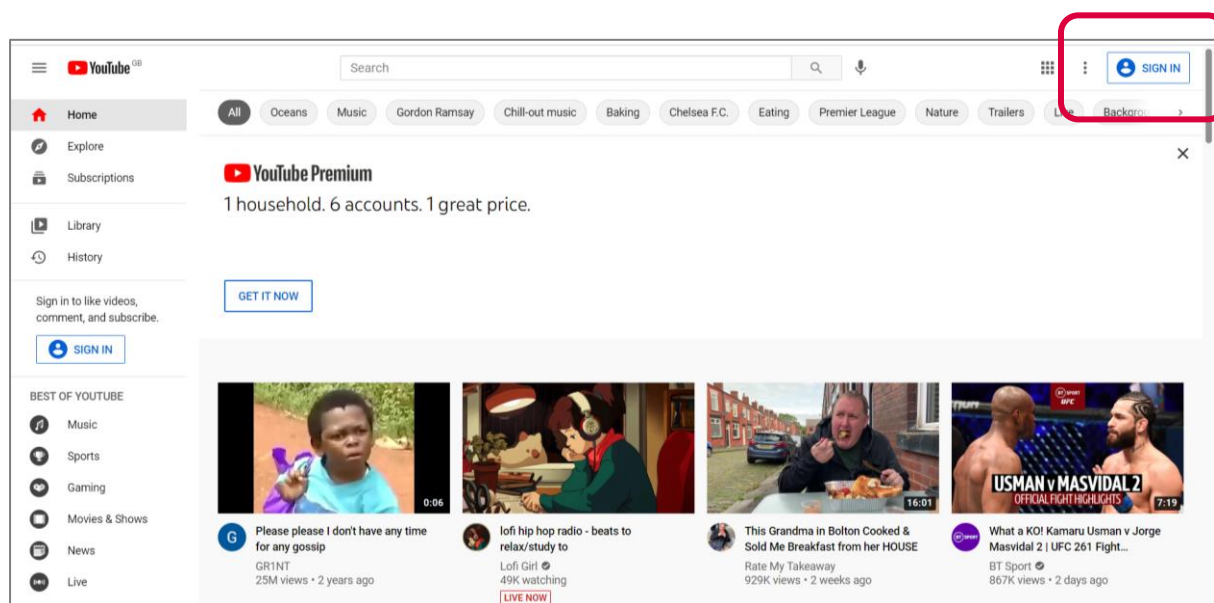 YouTube GB
Search
SIGN IN
Home
Explore
Subscriptions
Library
History
Sign in to like videos,
comment, and subscribe.
SIGN IN
BEST OF YOUTUBE
Music
Sports
Gaming
Movies & Shows
News
Live
All Oceans Music Gordon Ramsay Chill-out music Baking Chelsea F.C. Eating Premier League Nature Trailers Live
YouTube Premium
1 household. 6 accounts. 1 great price.
GET IT NOW
0:06
Please please I don't have any time
for any gossip
G
GR1NT
25M views • 2 years ago
lofi hip hop radio - beats to
relax/study to
Lofi Girl
49K watching
LIVE NOW
16:01
This Grandma in Bolton Cooked &
Sold Me Breakfast from her HOUSE
Rate My Takeaway
929K views • 2 weeks ago
BT SPORT
UFC
USMAN v MASVIDAL 2
OFFICIAL FIGHT HIGHLIGHTS
7:19
BT SPORT
What a KO! Kamaru Usman v Jorge
Masvidal 2 | UFC 261 Fight...
BT Sport
867K views • 2 days ago